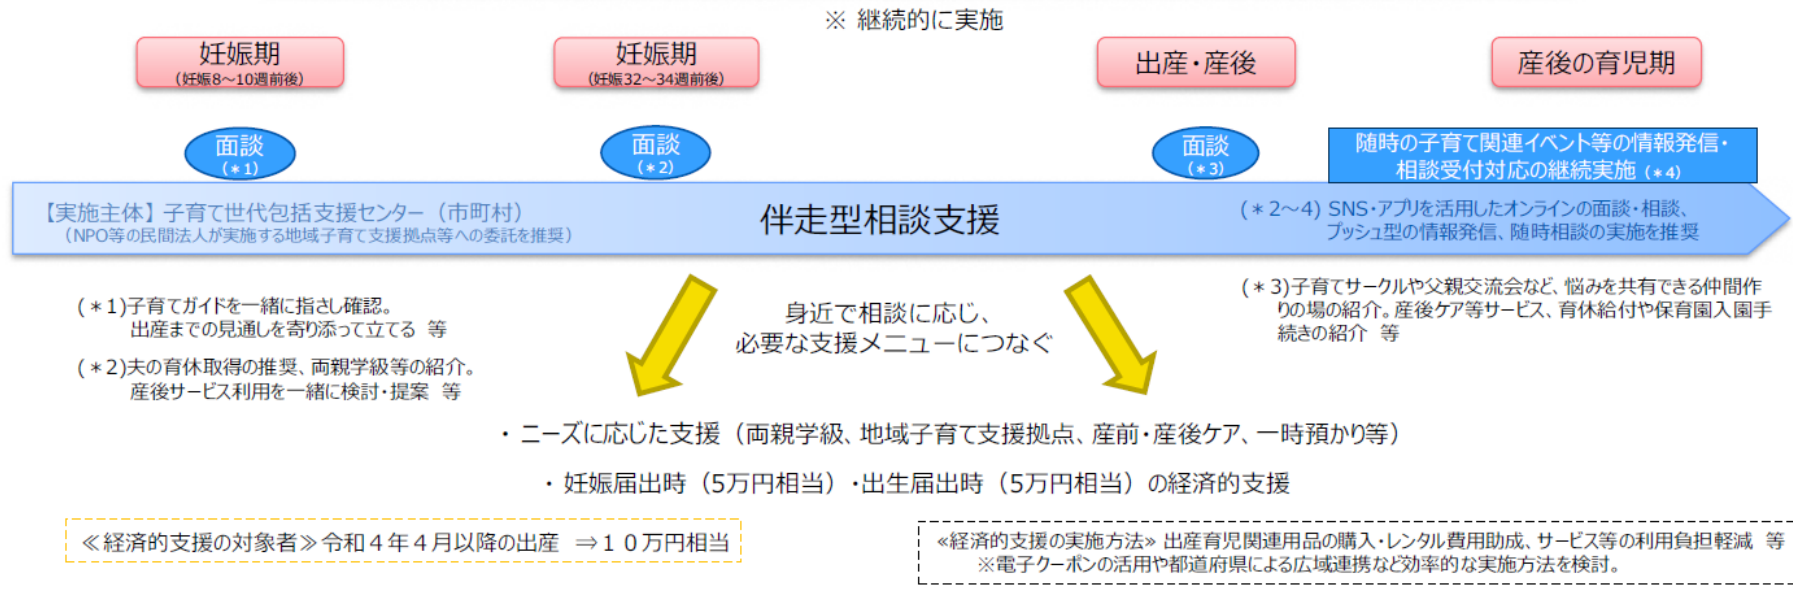 ※ 継続的に実施
妊娠期
（妊娠8～10週前後）
妊娠期
（妊娠32～34週前後）
出産・産後
産後の育児期
面談
（＊1）
面談
（＊2）
面談
（＊3）
随時の子育て関連イベント等の情報発信・
相談受付対応の継続実施（＊4）
【実施主体】子育て世代包括支援センター（市町村）
（NPO等の民間法人が実施する地域子育て支援拠点等への委託を推奨）
伴走型相談支援
(＊2～4) SNS・アプリを活用したオンラインの面談・相談、
プッシュ型の情報発信、随時相談の実施を推奨
(＊1)子育てガイドを一緒に指さし確認。
出産までの見通しを寄り添って立てる 等
(＊2)夫の育休取得の推奨、両親学級等の紹介。
産後サービス利用を一緒に検討・提案 等
身近で相談に応じ、
必要な支援メニューにつなぐ
(＊3)子育てサークルや父親交流会など、悩みを共有できる仲間作
りの場の紹介。産後ケア等サービス、育休給付や保育園入園手
続きの紹介 等
・ ニーズに応じた支援（両親学級、地域子育て支援拠点、産前・産後ケア、一時預かり等）
・ 妊娠届出時（5万円相当）・出生届出時（5万円相当）の経済的支援
≪経済的支援の対象者≫令和４年４月以降の出産 ⇒１０万円相当
≪経済的支援の実施方法≫ 出産育児関連用品の購入・レンタル費用助成、サービス等の利用負担軽減 等
※電子クーポンの活用や都道府県による広域連携など効率的な実施方法を検討。